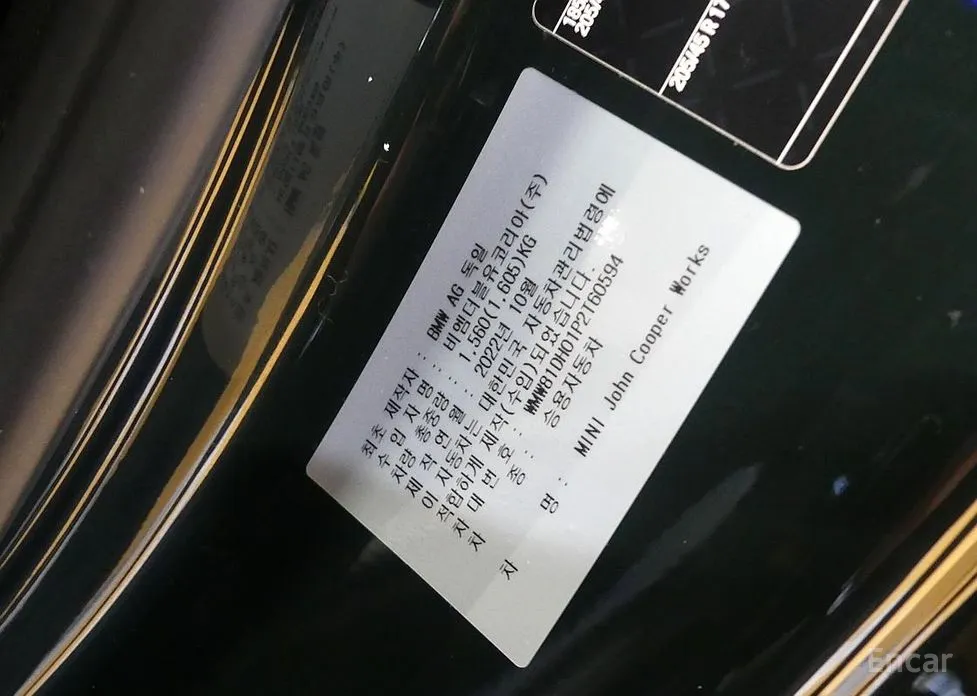 205/45 R 17
최초 제작자 : BMW AG 독일
수 입 자 명 : 비엠더블유코리아(주)
차량 총중량 : 1.560(1.605)KG
제 작 연 월 : 2022년 10월
이 자동차는 대한민국 자동차관리법령에
적합하게 제작(수입)되었습니다.
차 대 번 호 : WMW81DH01P2T60594
차 종 : 승용자동차
차 명 : MINI John Cooper Works
Encar